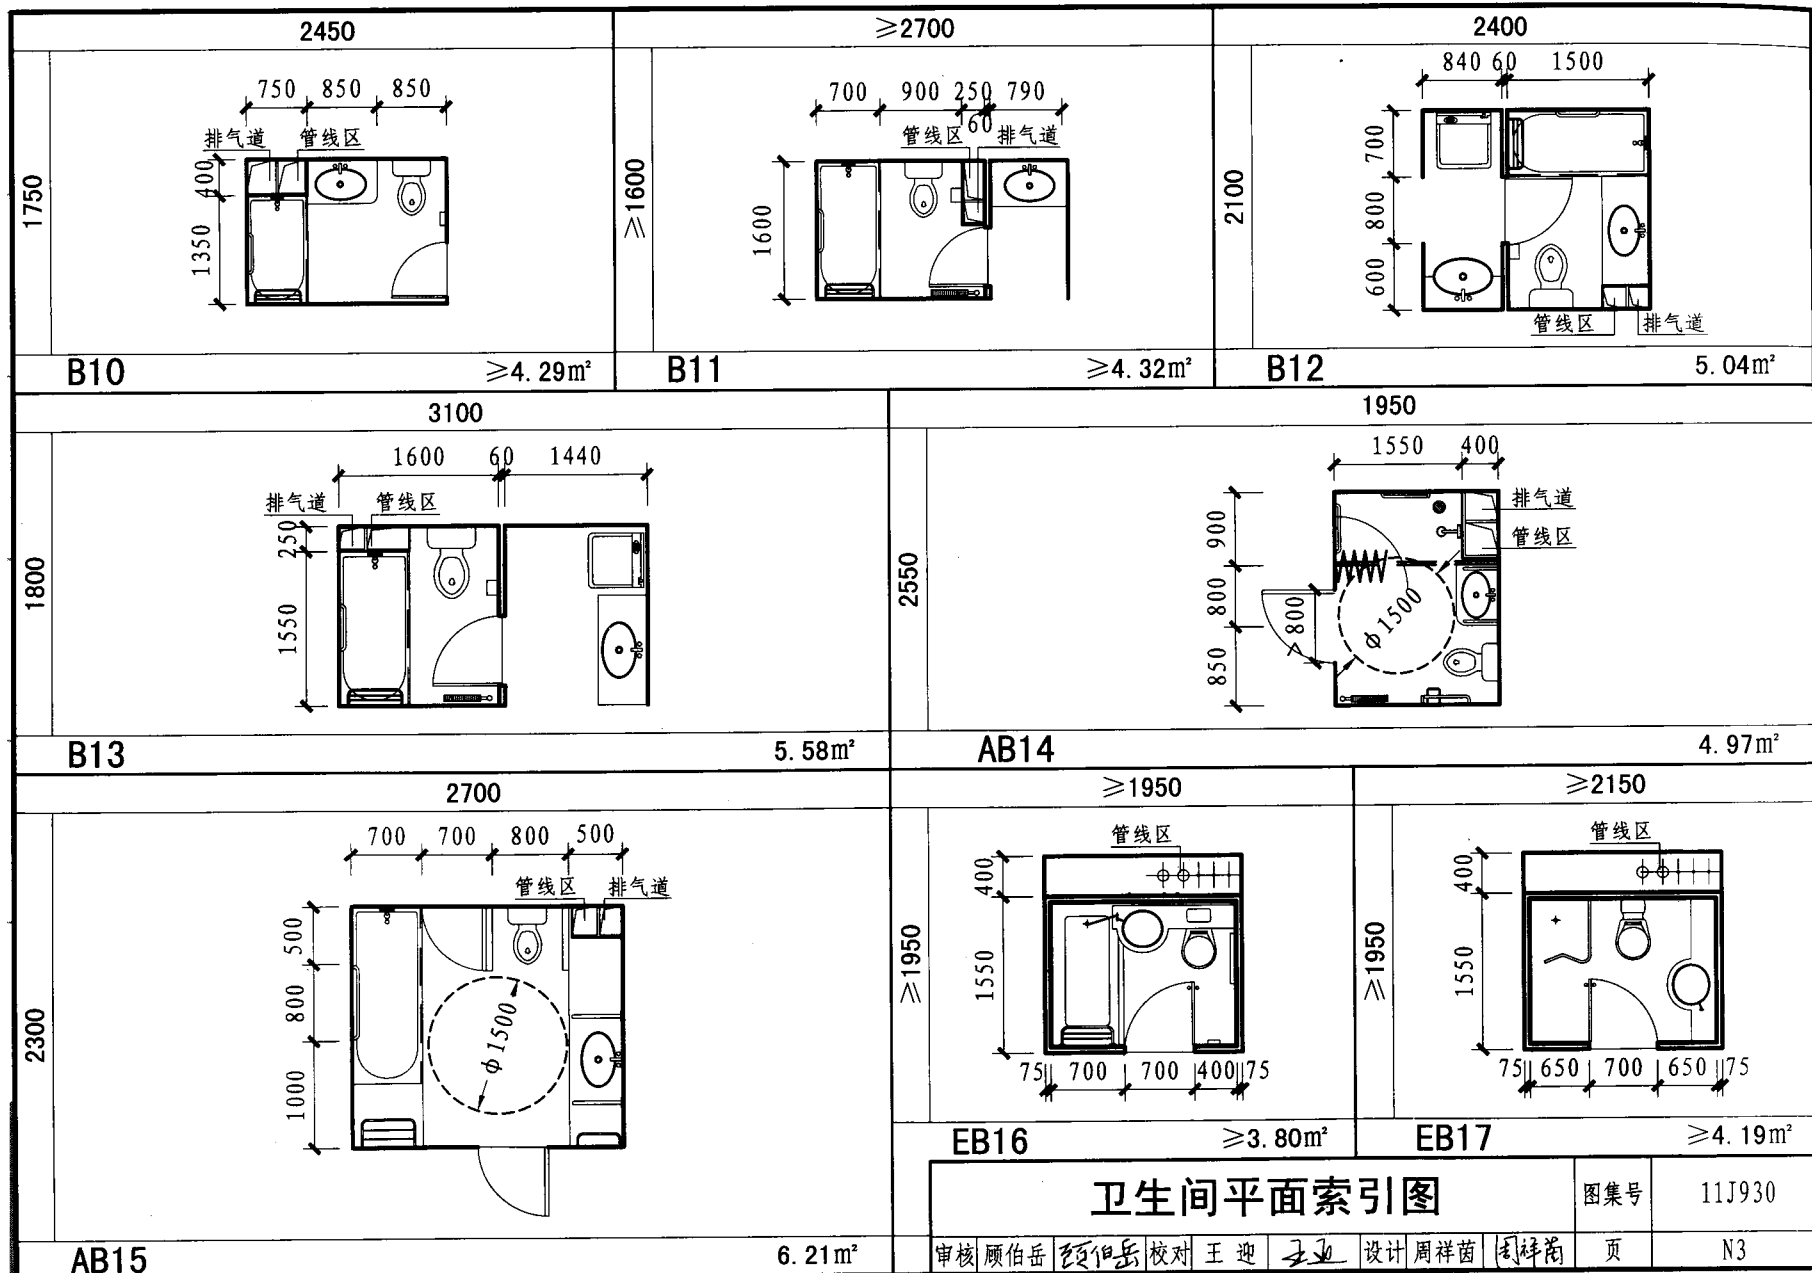 2450
1750
750 850 850
排气道 管线区
400
1350
B10 ≥4.29m²
≥2700
≥1600
700 900 250 790
60
管线区 排气道
1600
B11 ≥4.32m²
2400
2100
840 60 1500
700
800
600
管线区 排气道
B12 5.04m²
3100
1800
1600 60 1440
排气道 管线区
250
1550
B13 5.58m²
1950
2550
1550 400
排气道
管线区
900
800
850
>800
φ1500
AB14 4.97m²
2700
2300
700 700 800 500
管线区 排气道
500
800
1000
φ1500
AB15 6.21m²
≥1950
≥1950
管线区
400
1550
75 700 700 400 75
EB16 ≥3.80m²
≥2150
≥1950
管线区
400
1550
75 650 700 650 75
EB17 ≥4.19m²
卫生间平面索引图 图集号 11J930
审核 顾伯岳 顾伯岳 校对 王迎 王迎 设计 周祥茵 周祥茵 页 N3